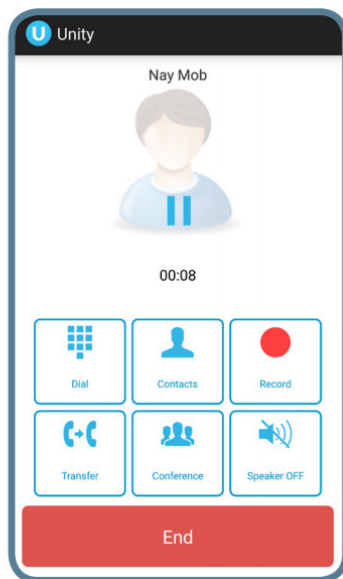 U Unity
Nay Mob
00:08
Dial Contacts Record
Transfer Conference Speaker OFF
End